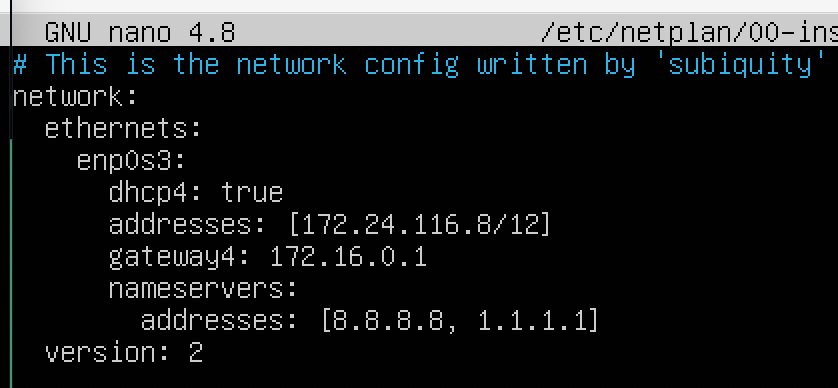 GNU nano 4.8 /etc/netplan/00-ins
# This is the network config written by 'subiquity'
network:
  ethernets:
    enp0s3:
      dhcp4: true
      addresses: [172.24.116.8/12]
      gateway4: 172.16.0.1
      nameservers:
        addresses: [8.8.8.8, 1.1.1.1]
  version: 2